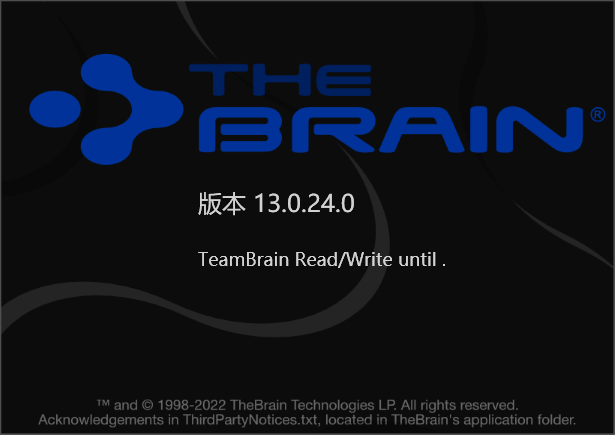 THE
BRAIN®
版本 13.0.24.0
TeamBrain Read/Write until .
™ and © 1998-2022 TheBrain Technologies LP. All rights reserved.
Acknowledgements in ThirdPartyNotices.txt, located in TheBrain's application folder.